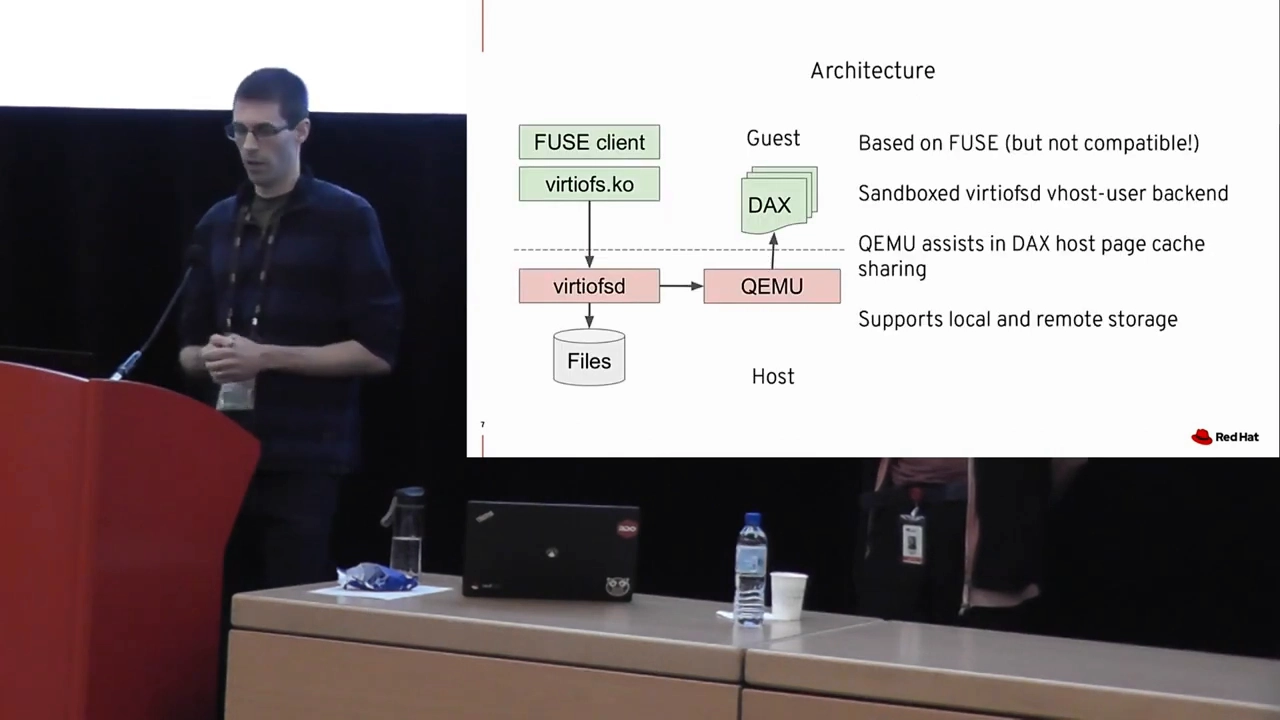 Architecture
FUSE client
virtiofs.ko
virtiofsd
Files
Guest
DAX
QEMU
Host
Based on FUSE (but not compatible!)
Sandboxed virtiofsd vhost-user backend
QEMU assists in DAX host page cache
sharing
Supports local and remote storage
7
Red Hat